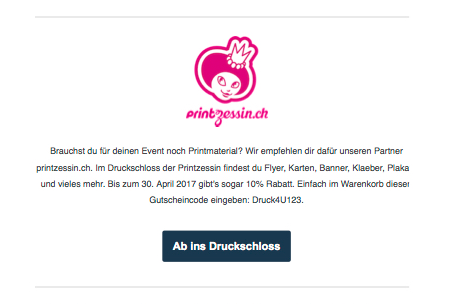 printzessin.ch
Brauchst du für deinen Event noch Printmaterial? Wir empfehlen dir dafür unseren Partner
printzessin.ch. Im Druckschloss der Printzessin findest du Flyer, Karten, Banner, Klaeber, Plaka
und vieles mehr. Bis zum 30. April 2017 gibt's sogar 10% Rabatt. Einfach im Warenkorb dieser
Gutscheincode eingeben: Druck4U123.
Ab ins Druckschloss